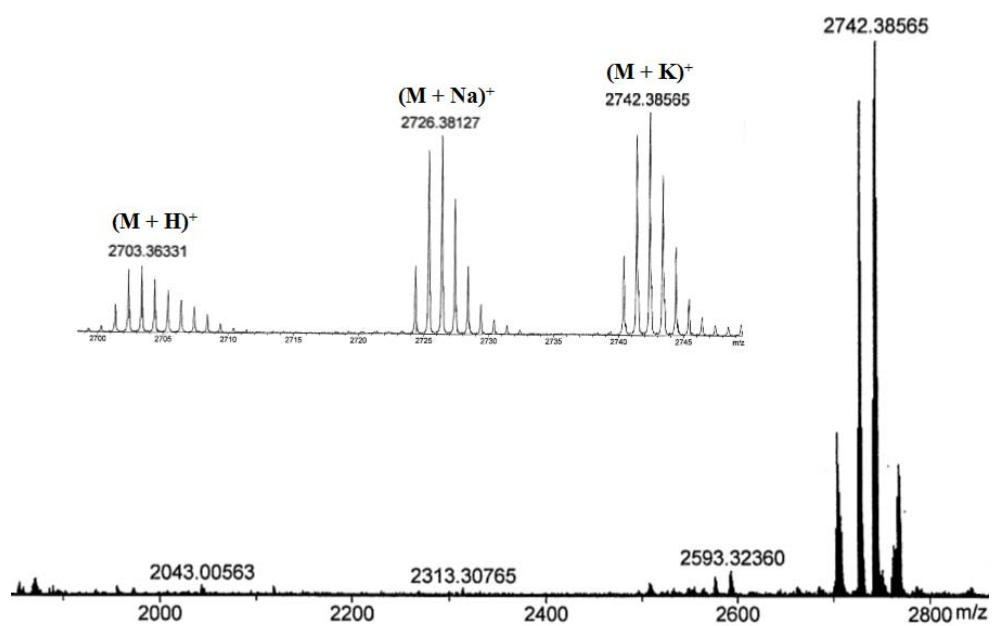 2742.38565
(M + K)⁺
2742.38565
(M + Na)⁺
2726.38127
(M + H)⁺
2703.36331
2700 2705 2710 2715 2720 2725 2730 2735 2740 2745 m/z
2043.00563
2313.30765
2593.32360
2000 2200 2400 2600 2800 m/z